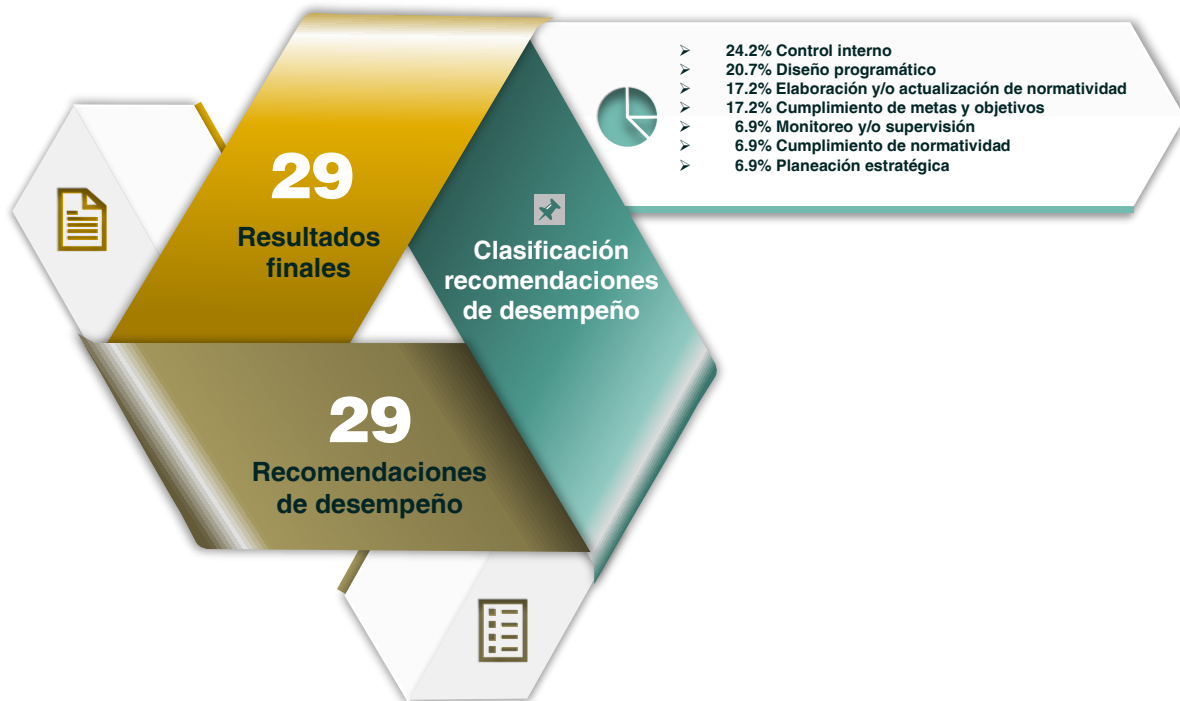 29
Resultados
finales
29
Recomendaciones
de desempeño
Clasificación
recomendaciones
de desempeño
➢ 24.2% Control interno
➢ 20.7% Diseño programático
➢ 17.2% Elaboración y/o actualización de normatividad
➢ 17.2% Cumplimiento de metas y objetivos
➢ 6.9% Monitoreo y/o supervisión
➢ 6.9% Cumplimiento de normatividad
➢ 6.9% Planeación estratégica